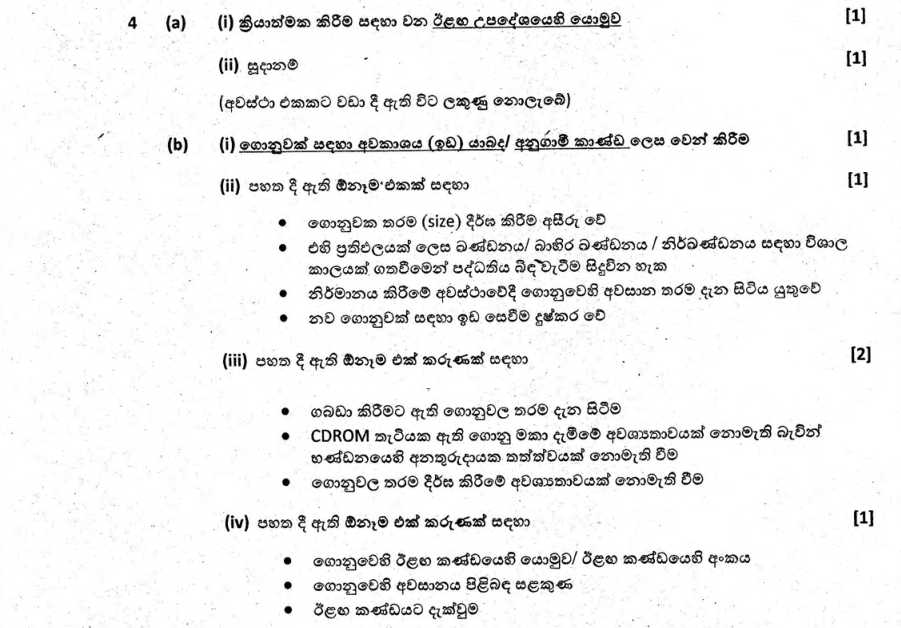 4 (a) (i) ක්‍රියාත්මක කිරීම සඳහා වන ඊළඟ උපදේශයෙහි යොමුව [1]
(ii) සූදානම් [1]
(අවස්ථා එකකට වඩා දී ඇති විට ලකුණු නොලැබේ)
(b) (i) ගොනුවක් සඳහා අවකාශය (ඉඩ) යාබද/ අනුගාමී කාණ්ඩ ලෙස වෙන් කිරීම [1]
(ii) පහත දී ඇති ඕනෑම එකක් සඳහා [1]
• ගොනුවක තරම (size) දීර්ඝ කිරීම අසීරු වේ
• එහි ප්‍රතිඵලයක් ලෙස ඛණ්ඩනය/ බාහිර ඛණ්ඩනය / නිර්ඛණ්ඩනය සඳහා විශාල
කාලයක් ගතවීමෙන් පද්ධතිය බිඳ වැටීම සිදුවින හැක
• නිර්මානය කිරීමේ අවස්ථාවේදී ගොනුවෙහි අවසාන තරම දැන සිටිය යුතුවේ
• නව ගොනුවක් සඳහා ඉඩ සෙවීම දුෂ්කර වේ
(iii) පහත දී ඇති ඕනෑම එක් කරුණක් සඳහා [2]
• ගබඩා කිරීමට ඇති ගොනුවල තරම දැන සිටීම
• CDROM තැටියක ඇති ගොනු මකා දැමීමේ අවශ්‍යතාවයක් නොමැති බැවින්
භණ්ඩනයෙහි අනතුරුදායක තත්ත්වයක් නොමැති වීම
• ගොනුවල තරම දීර්ඝ කිරීමේ අවශ්‍යතාවයක් නොමැති වීම
(iv) පහත දී ඇති ඕනෑම එක් කරුණක් සඳහා [1]
• ගොනුවෙහි ඊළඟ කණ්ඩයෙහි යොමුව/ ඊළඟ කණ්ඩයෙහි අංකය
• ගොනුවෙහි අවසානය පිළිබඳ සළකුණ
• ඊළඟ කණ්ඩයට දැක්වුම